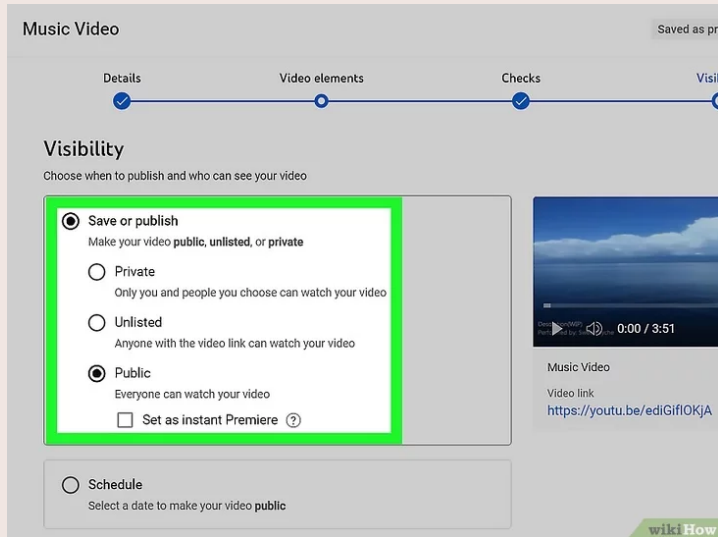 Music Video
Saved as pr
Details
Video elements
Checks
Visi
Visibility
Choose when to publish and who can see your video
Save or publish
Make your video public, unlisted, or private
Private
Only you and people you choose can watch your video
Unlisted
Anyone with the video link can watch your video
Public
Everyone can watch your video
Set as instant Premiere ?
Schedule
Select a date to make your video public
0:00 / 3:51
Music Video
Video link
https://youtu.be/ediGiflOKjA
wikiHow